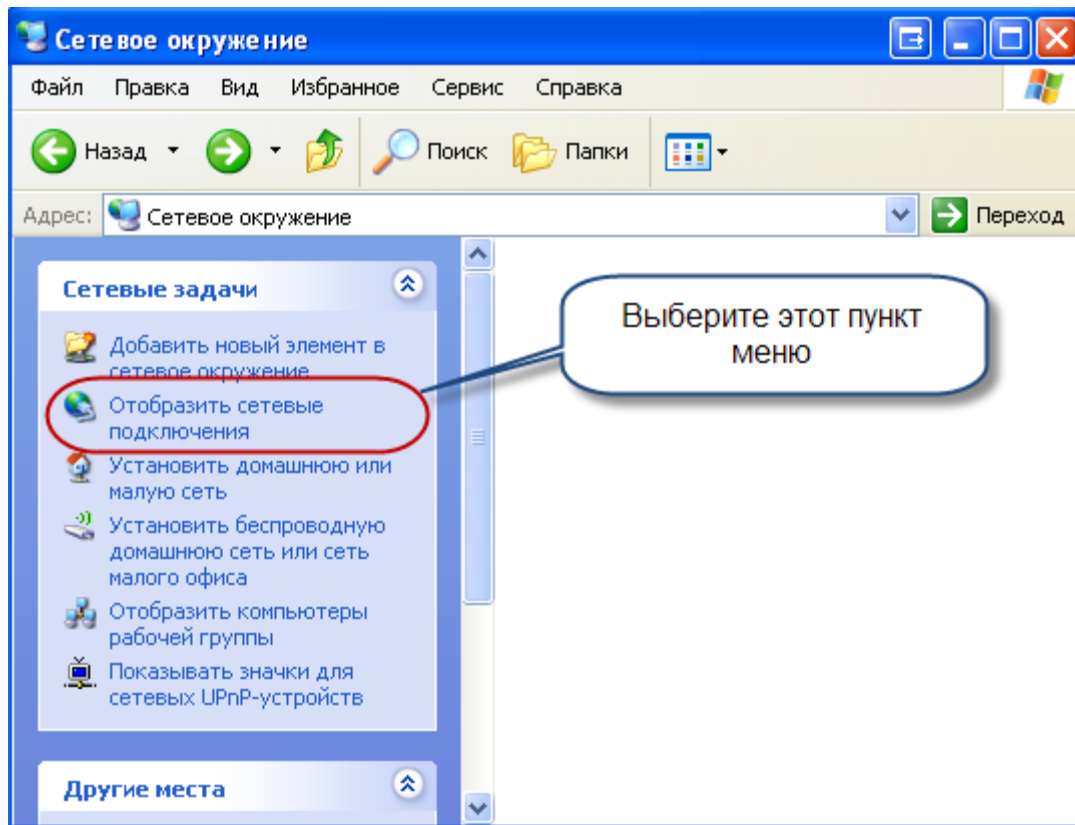 Сетевое окружение
Файл Правка Вид Избранное Сервис Справка
Назад Поиск Папки
Адрес: Сетевое окружение Переход
Сетевые задачи
Добавить новый элемент в
сетевое окружение
Отобразить сетевые
подключения
Установить домашнюю или
малую сеть
Установить беспроводную
домашнюю сеть или сеть
малого офиса
Отобразить компьютеры
рабочей группы
Показывать значки для
сетевых UPnP-устройств
Другие места
Выберите этот пункт
меню